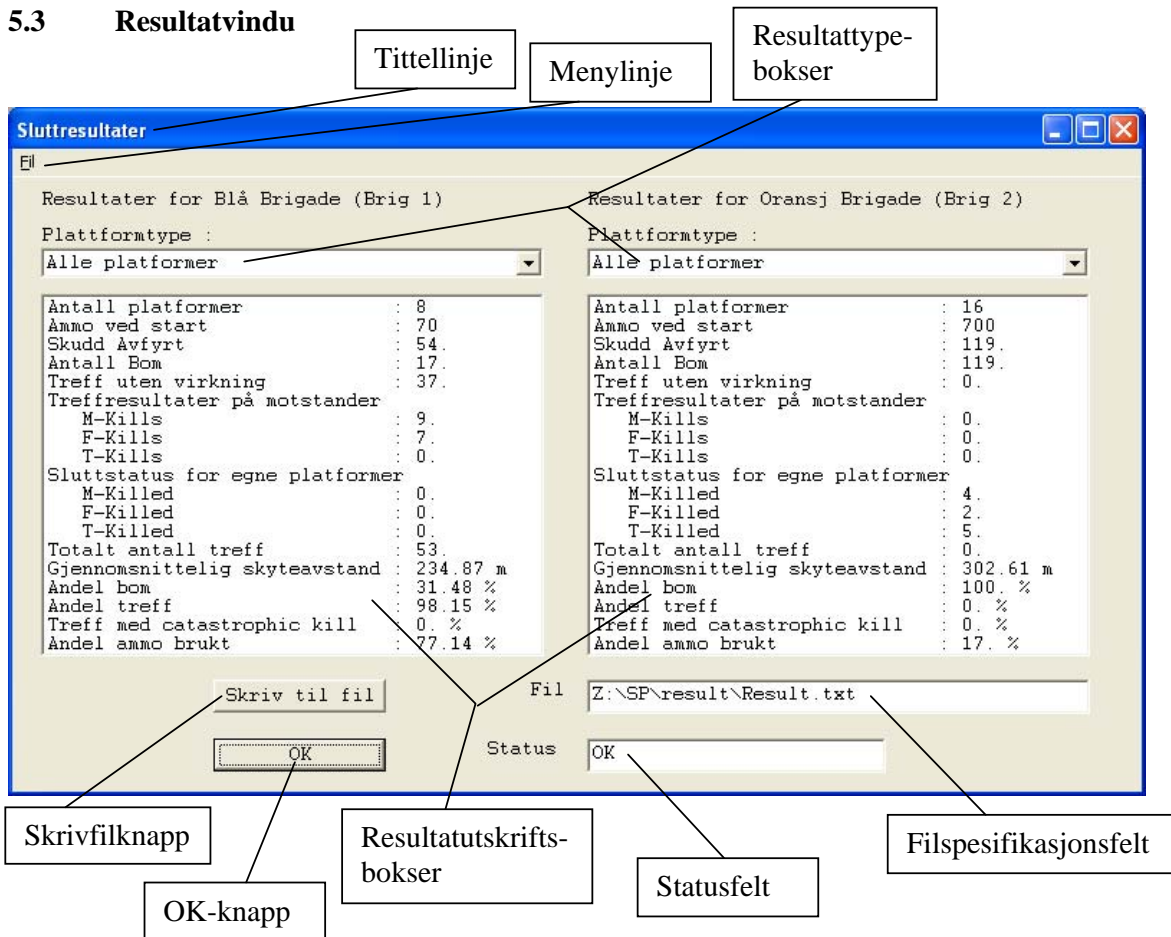 5.3 Resultatvindu
Tittellinje
Menylinje
Resultattype-
bokser
Sluttresultater
Fil
Resultater for Blå Brigade (Brig 1)
Plattformtype :
Alle platformer
Antall platformer : 8
Ammo ved start : 70
Skudd Avfyrt : 54.
Antall Bom : 17.
Treff uten virkning : 37.
Treffresultater på motstander
M-Kills : 9.
F-Kills : 7.
T-Kills : 0.
Sluttstatus for egne platformer
M-Killed : 0.
F-Killed : 0.
T-Killed : 0.
Totalt antall treff : 53.
Gjennomsnittelig skyteavstand : 234.87 m
Andel bom : 31.48 %
Andel treff : 98.15 %
Treff med catastrophic kill : 0. %
Andel ammo brukt : 77.14 %
Resultater for Oransj Brigade (Brig 2)
Plattformtype :
Alle platformer
Antall platformer : 16
Ammo ved start : 700
Skudd Avfyrt : 119.
Antall Bom : 119.
Treff uten virkning : 0.
Treffresultater på motstander
M-Kills : 0.
F-Kills : 0.
T-Kills : 0.
Sluttstatus for egne platformer
M-Killed : 4.
F-Killed : 2.
T-Killed : 5.
Totalt antall treff : 0.
Gjennomsnittelig skyteavstand : 302.61 m
Andel bom : 100. %
Andel treff : 0. %
Treff med catastrophic kill : 0. %
Andel ammo brukt : 17. %
Skriv til fil
Fil Z:\SP\result\Result.txt
OK
Status OK
Skrivfilknapp
OK-knapp
Resultatutskrifts-
bokser
Statusfelt
Filspesifikasjonsfelt